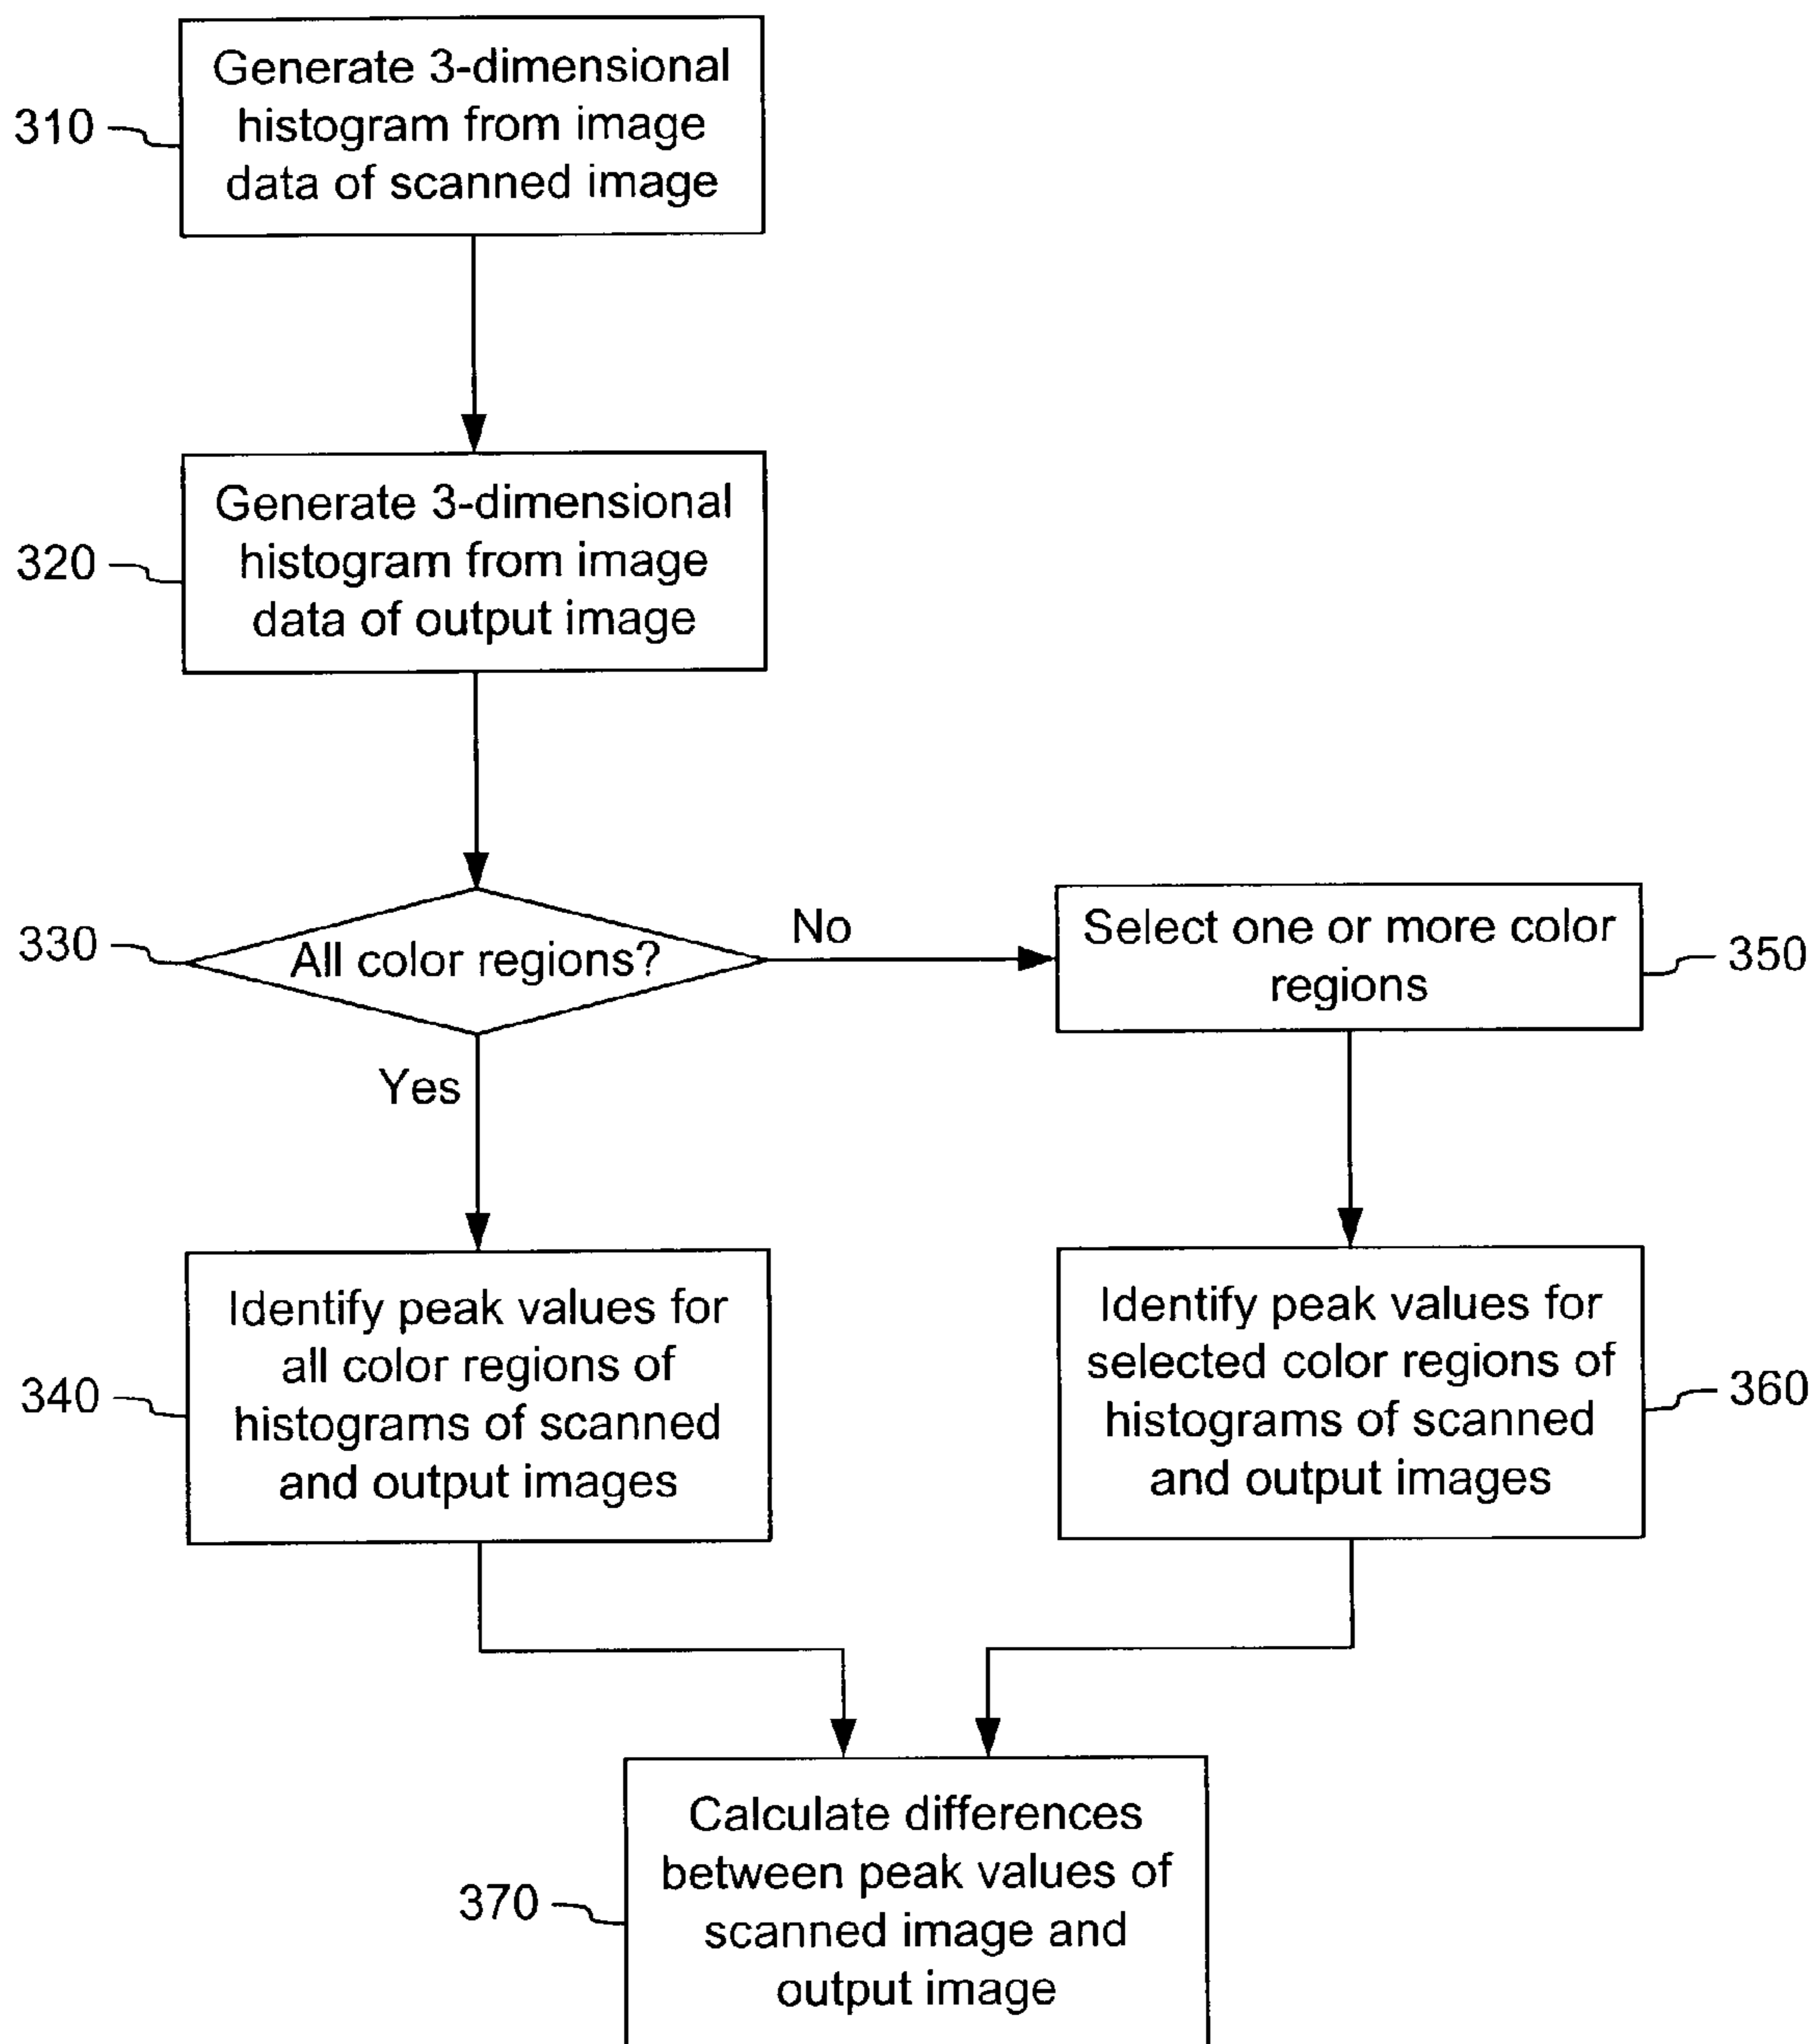 310
Generate 3-dimensional
histogram from image
data of scanned image
320
Generate 3-dimensional
histogram from image
data of output image
330
All color regions?
No
Select one or more color
regions
350
Yes
340
Identify peak values for
all color regions of
histograms of scanned
and output images
Identify peak values for
selected color regions of
histograms of scanned
and output images
360
370
Calculate differences
between peak values of
scanned image and
output image